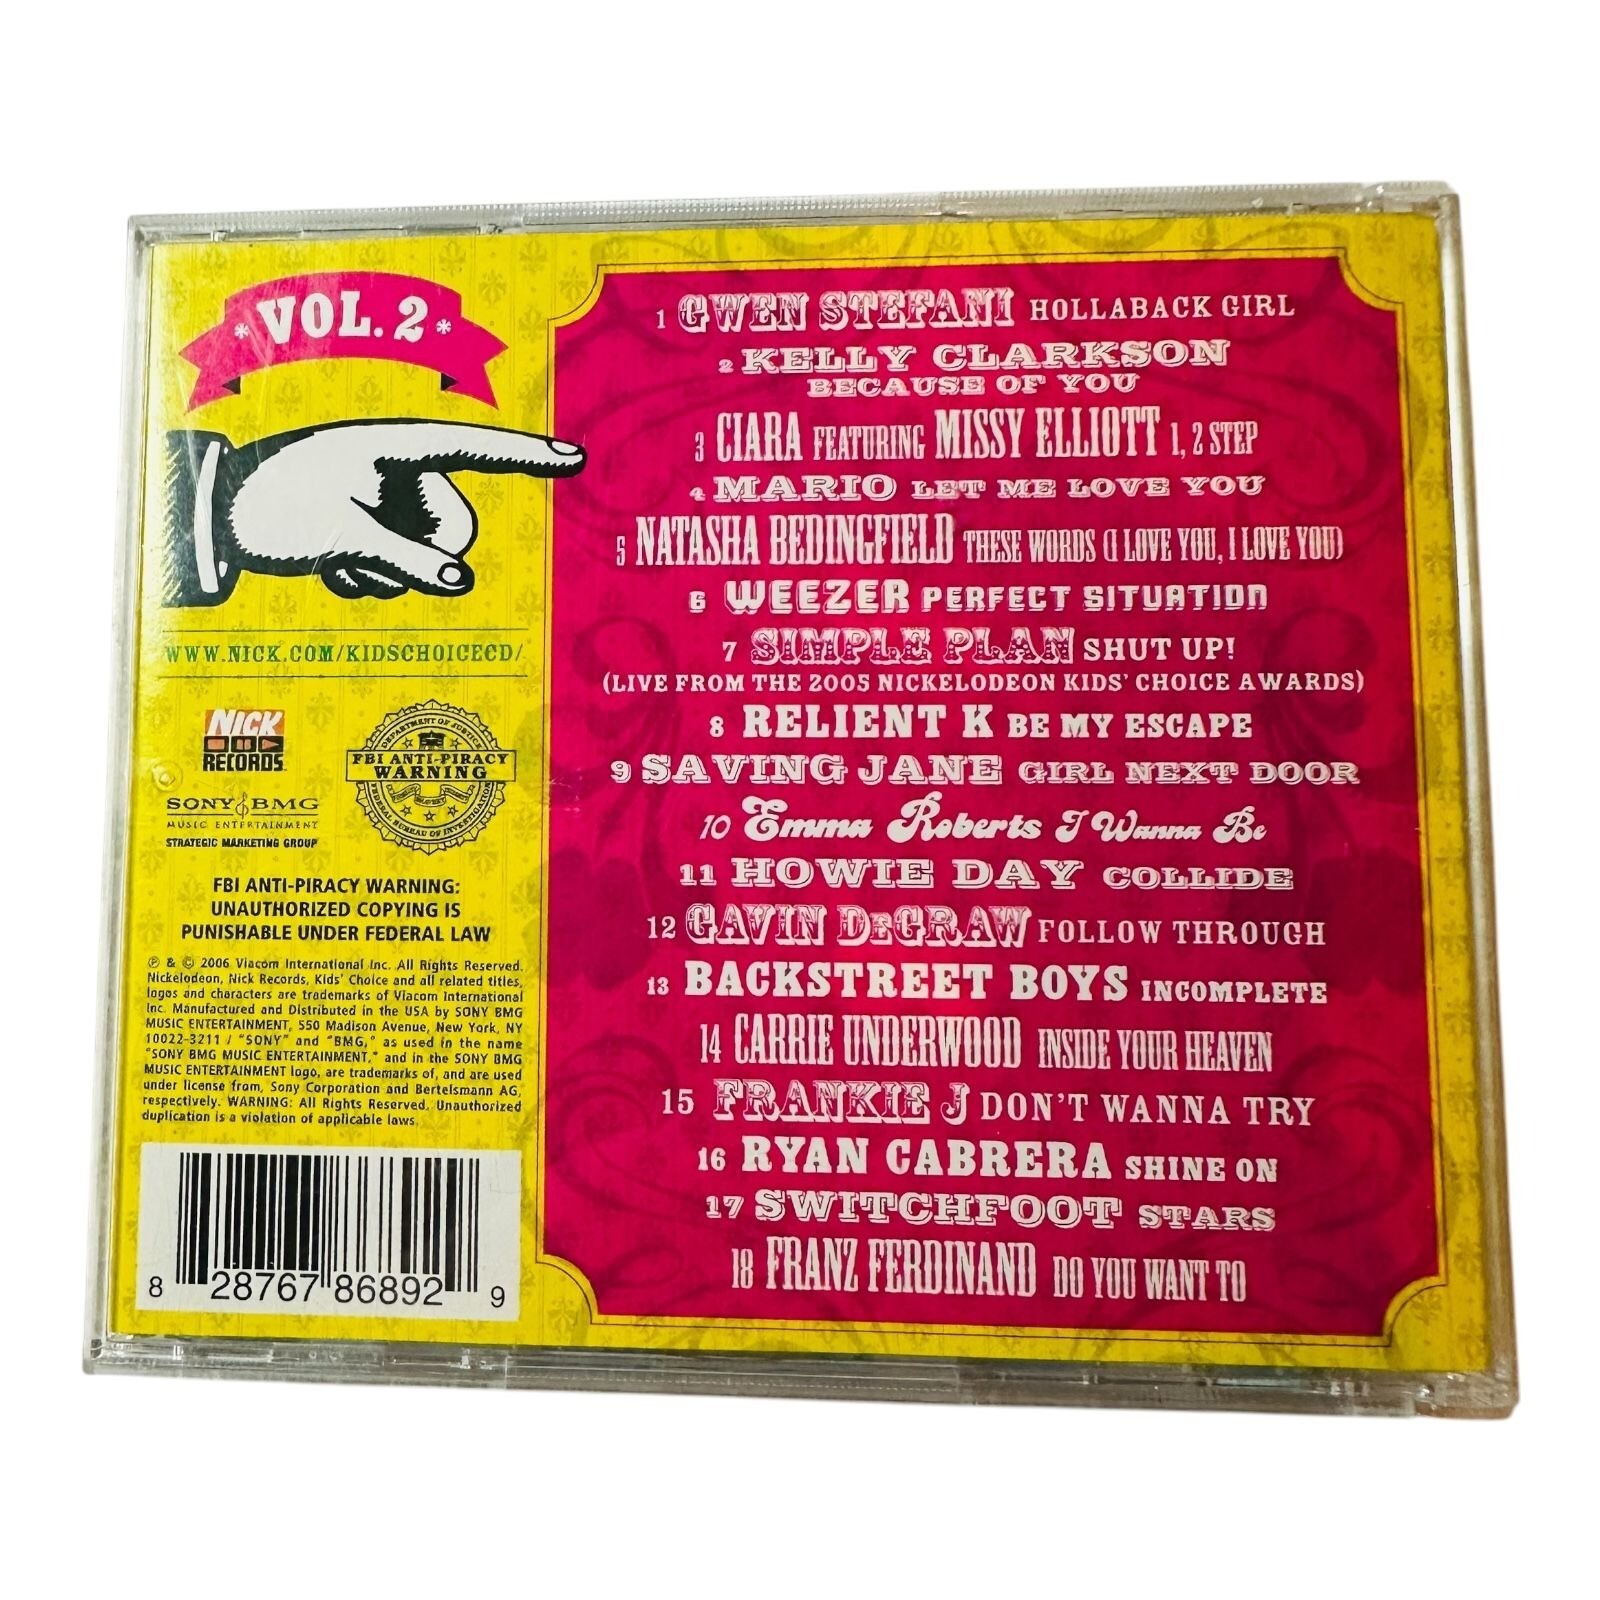 * VOL. 2 *
WWW.NICK.COM/KIDSCHOICECD/
NICK
RECORDS
SONY BMG
MUSIC ENTERTAINMENT
STRATEGIC MARKETING GROUP
DEPARTMENT OF JUSTICE
FBI ANTI-PIRACY
WARNING
FEDERAL BUREAU OF INVESTIGATION
FBI ANTI-PIRACY WARNING:
UNAUTHORIZED COPYING IS
PUNISHABLE UNDER FEDERAL LAW
℗ & © 2006 Viacom International Inc. All Rights Reserved.
Nickelodeon, Nick Records, Kids' Choice and all related titles,
logos and characters are trademarks of Viacom International
Inc. Manufactured and Distributed in the USA by SONY BMG
MUSIC ENTERTAINMENT, 550 Madison Avenue, New York, NY
10022-3211 / "SONY" and "BMG," as used in the name
"SONY BMG MUSIC ENTERTAINMENT," and in the SONY BMG
MUSIC ENTERTAINMENT logo, are trademarks of, and are used
under license from, Sony Corporation and Bertelsmann AG,
respectively. WARNING: All Rights Reserved. Unauthorized
duplication is a violation of applicable laws.
8 28767 86892 9
1 GWEN STEFANI HOLLABACK GIRL
2 KELLY CLARKSON
BECAUSE OF YOU
3 CIARA FEATURING MISSY ELLIOTT 1, 2 STEP
4 MARIO LET ME LOVE YOU
5 NATASHA BEDINGFIELD THESE WORDS (I LOVE YOU, I LOVE YOU)
6 WEEZER PERFECT SITUATION
7 SIMPLE PLAN SHUT UP!
(LIVE FROM THE 2005 NICKELODEON KIDS' CHOICE AWARDS)
8 RELIENT K BE MY ESCAPE
9 SAVING JANE GIRL NEXT DOOR
10 Emma Roberts I Wanna Be
11 HOWIE DAY COLLIDE
12 GAVIN DeGRAW FOLLOW THROUGH
13 BACKSTREET BOYS INCOMPLETE
14 CARRIE UNDERWOOD INSIDE YOUR HEAVEN
15 FRANKIE J DON'T WANNA TRY
16 RYAN CABRERA SHINE ON
17 SWITCHFOOT STARS
18 FRANZ FERDINAND DO YOU WANT TO